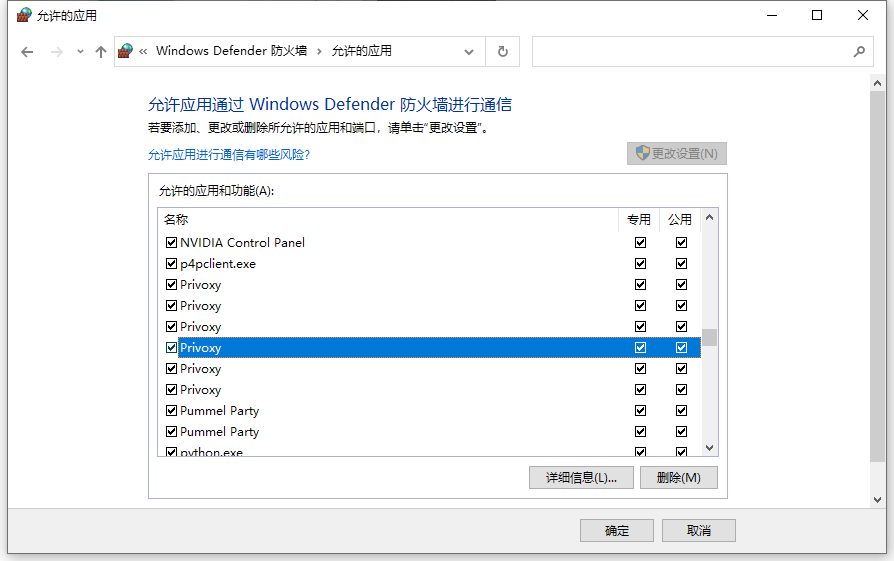 允许的应用
« Windows Defender 防火墙 › 允许的应用
允许应用通过 Windows Defender 防火墙进行通信
若要添加、更改或删除所允许的应用和端口，请单击“更改设置”。
允许应用进行通信有哪些风险?
更改设置(N)
允许的应用和功能(A):
名称 专用 公用
NVIDIA Control Panel
p4pclient.exe
Privoxy
Privoxy
Privoxy
Privoxy
Privoxy
Privoxy
Pummel Party
Pummel Party
python.exe
详细信息(L)... 删除(M)
确定 取消